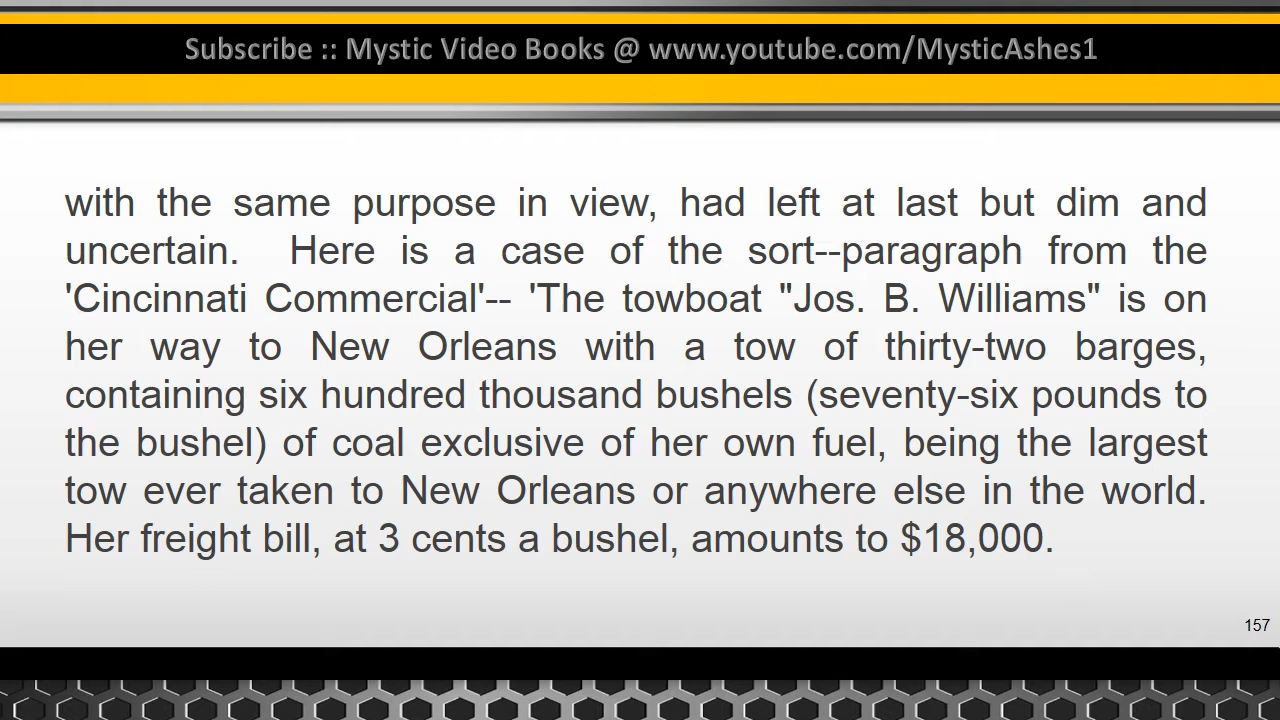 Subscribe :: Mystic Video Books @ www.youtube.com/MysticAshes1
with the same purpose in view, had left at last but dim and
uncertain.  Here is a case of the sort--paragraph from the
'Cincinnati Commercial'-- 'The towboat "Jos. B. Williams" is on
her way to New Orleans with a tow of thirty-two barges,
containing six hundred thousand bushels (seventy-six pounds to
the bushel) of coal exclusive of her own fuel, being the largest
tow ever taken to New Orleans or anywhere else in the world.
Her freight bill, at 3 cents a bushel, amounts to $18,000.
157